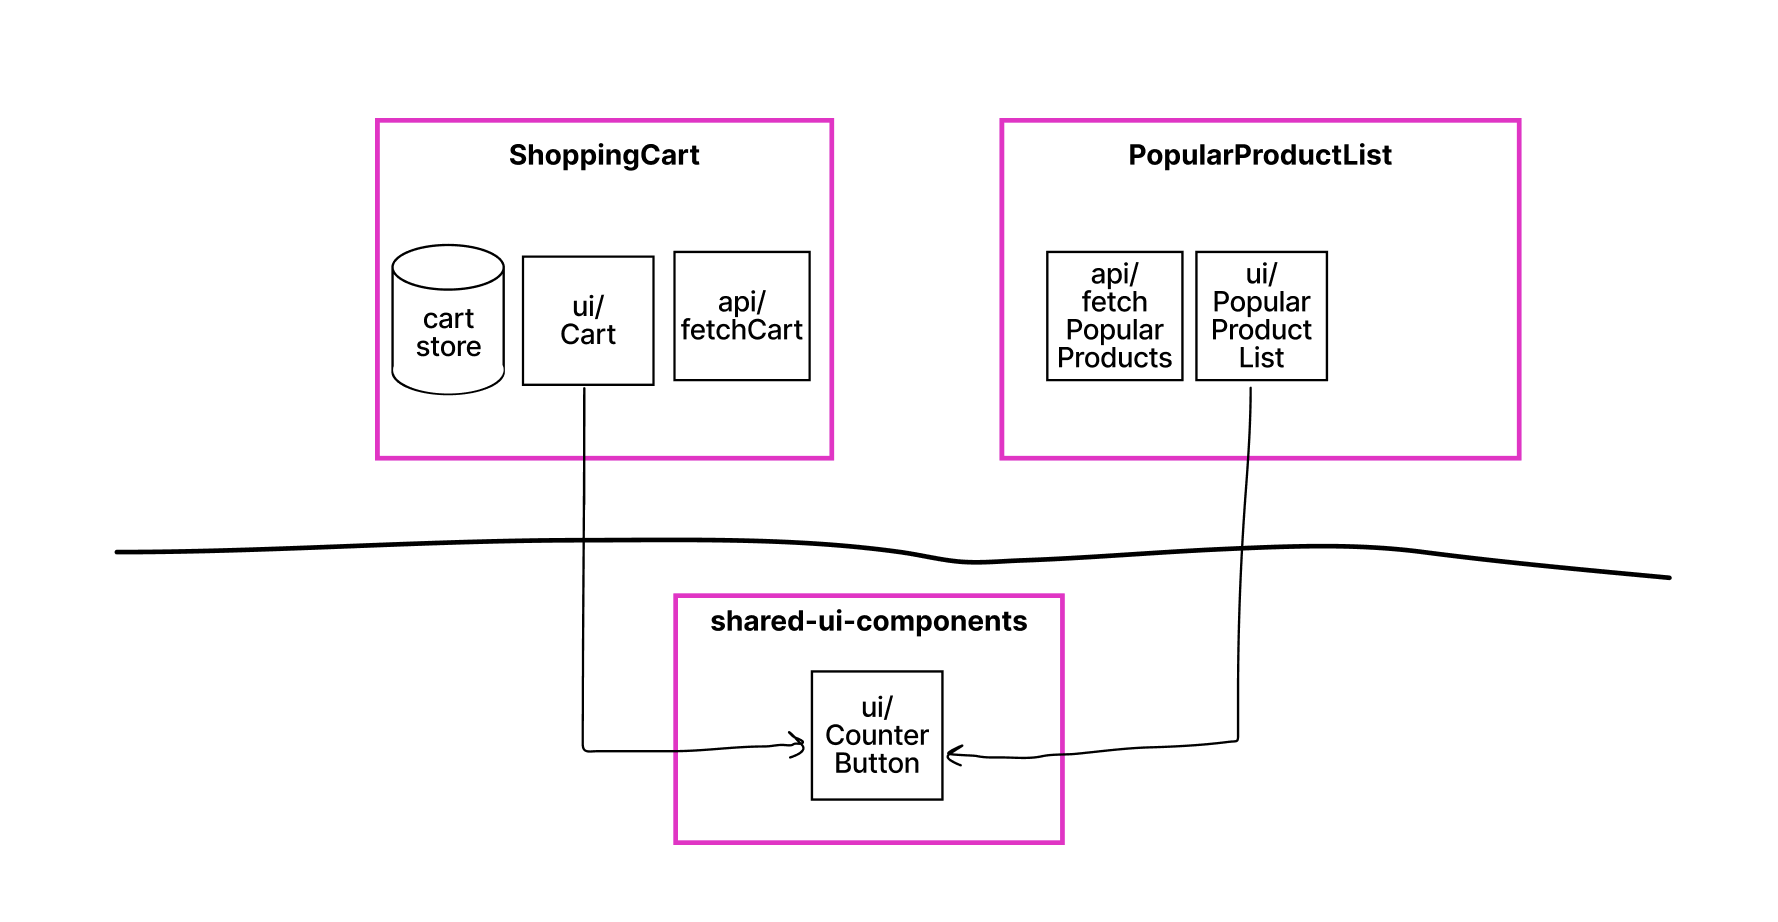 ShoppingCart
cart
store
ui/
Cart
api/
fetchCart
PopularProductList
api/
fetch
Popular
Products
ui/
Popular
Product
List
shared-ui-components
ui/
Counter
Button